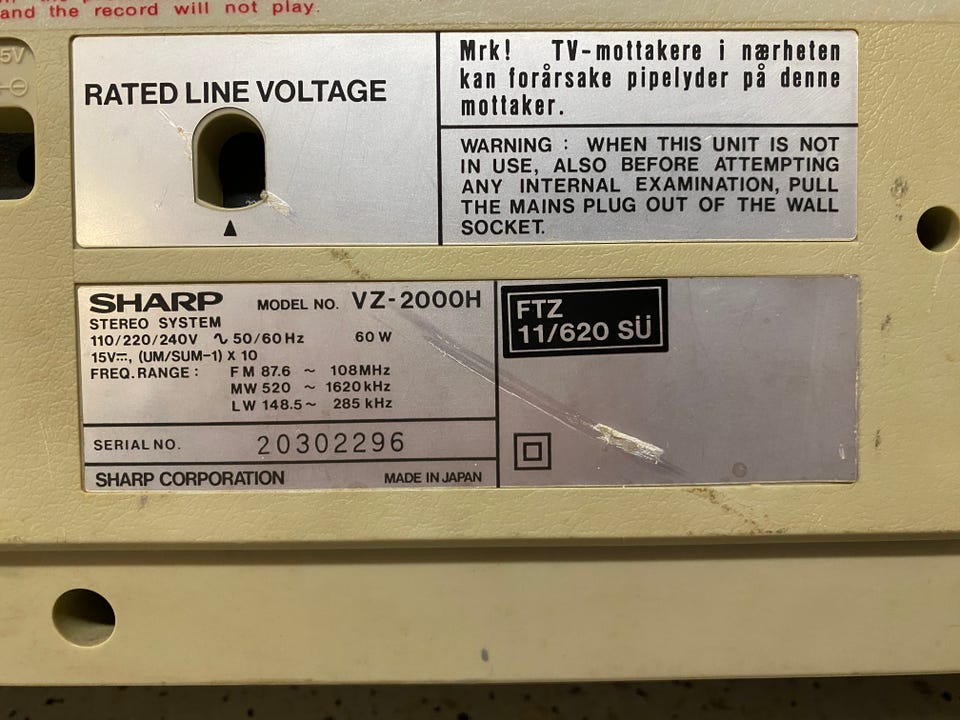 and the record will not play.
5V
RATED LINE VOLTAGE
Mrk! TV-mottakere i nærheten
kan forårsake pipelyder på denne
mottaker.
WARNING : WHEN THIS UNIT IS NOT
IN USE, ALSO BEFORE ATTEMPTING
ANY INTERNAL EXAMINATION, PULL
THE MAINS PLUG OUT OF THE WALL
SOCKET.
SHARP MODEL NO. VZ-2000H
STEREO SYSTEM
110/220/240V ∿ 50/60Hz 60W
15V⎓, (UM/SUM-1) X 10
FREQ. RANGE : FM 87.6 ~ 108MHz
MW 520 ~ 1620kHz
LW 148.5 ~ 285 kHz
SERIAL NO. 20302296
SHARP CORPORATION MADE IN JAPAN
FTZ
11/620 SÜ